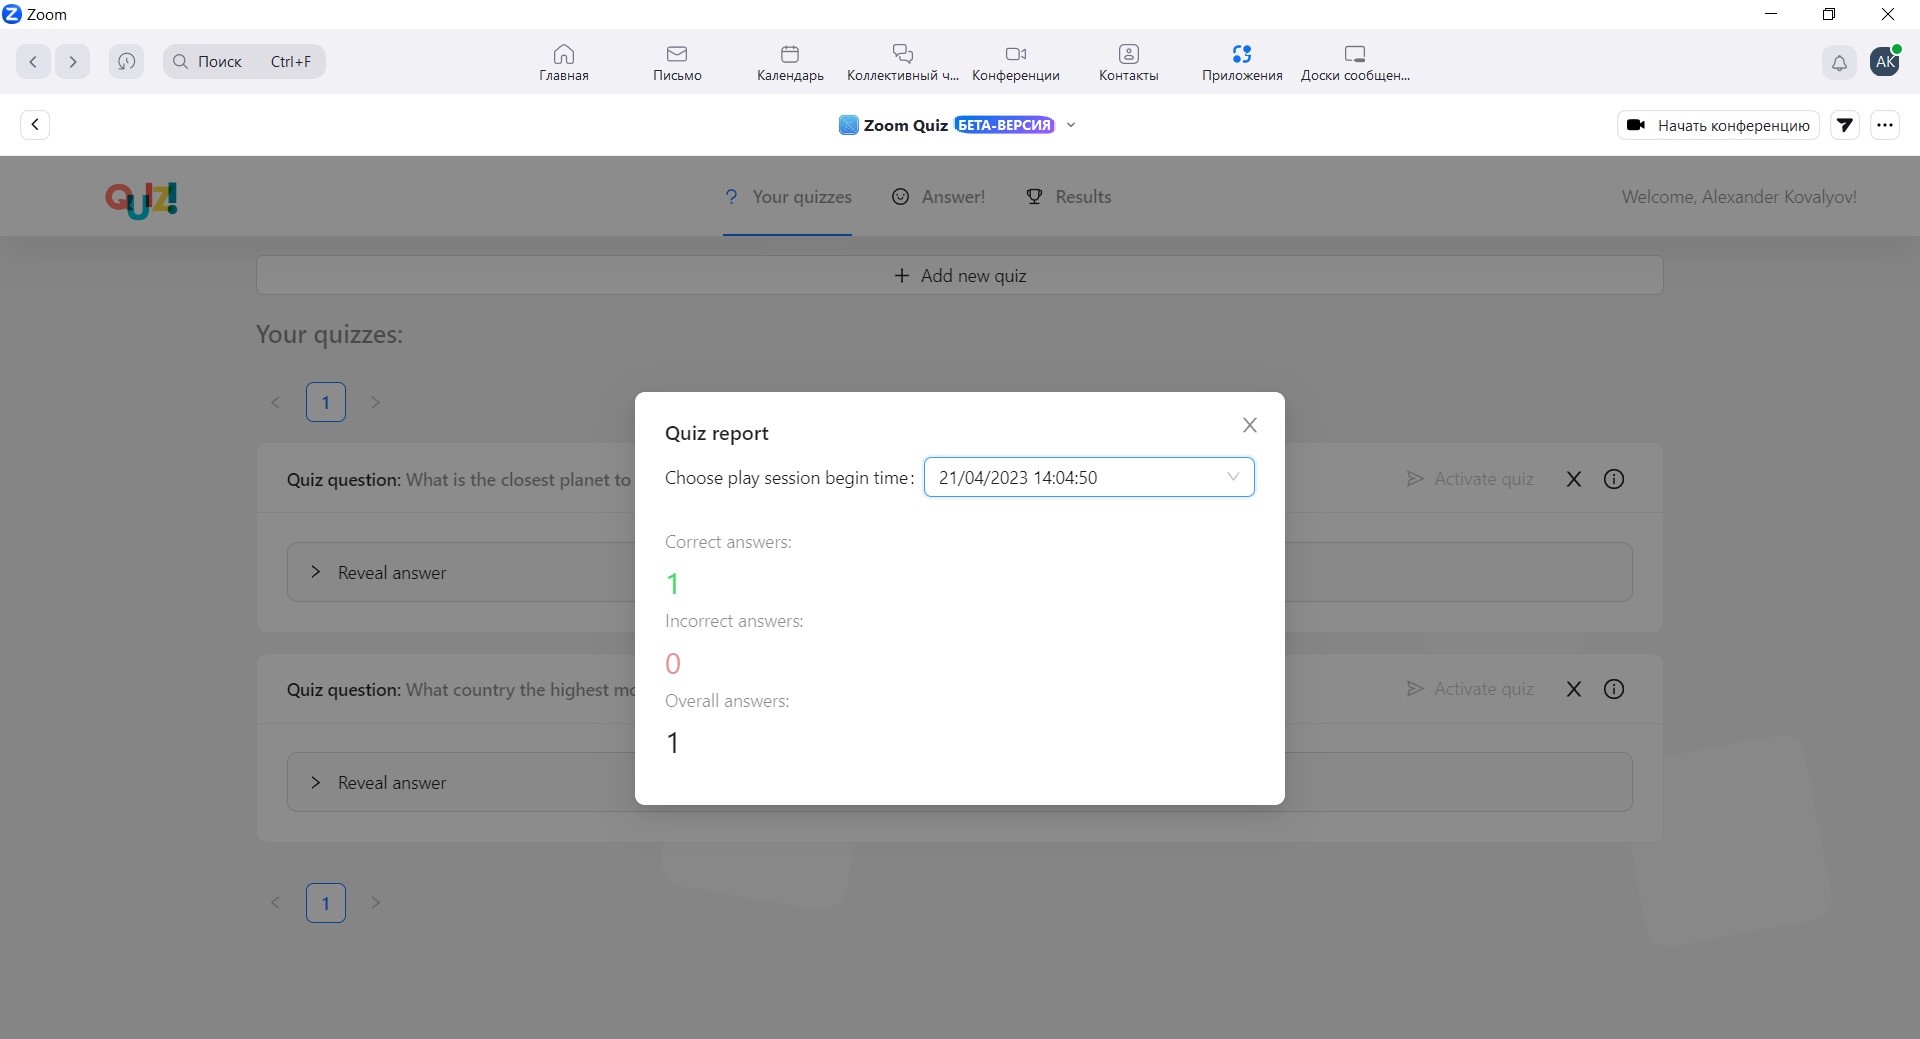 Zoom
Поиск Ctrl+F
Главная
Письмо
Календарь
Коллективный ч...
Конференции
Контакты
Приложения
Доски сообщен...
AK
Zoom Quiz БЕТА-ВЕРСИЯ
Начать конференцию
QUIZ!
? Your quizzes
Answer!
Results
Welcome, Alexander Kovalyov!
+ Add new quiz
Your quizzes:
< 1 >
Quiz report
Choose play session begin time: 21/04/2023 14:04:50
Correct answers:
1
Incorrect answers:
0
Overall answers:
1
Quiz question: What is the closest planet to
Activate quiz
Reveal answer
Quiz question: What country the highest
Activate quiz
Reveal answer
< 1 >